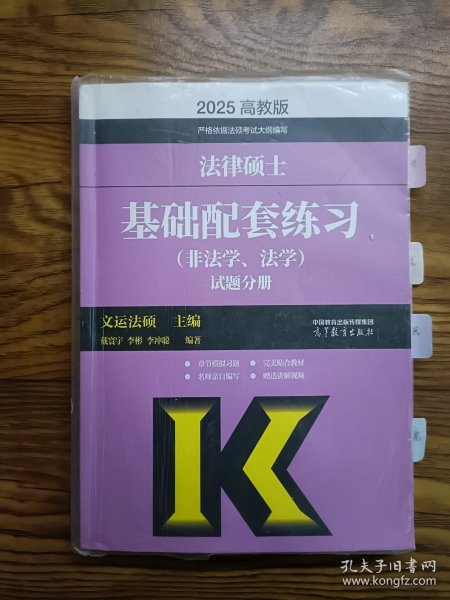 2025 高教版
严格依据法硕考试大纲编写
法律硕士
基础配套练习
（非法学、法学）
试题分册
文运法硕 主编
戴寰宇 李彬 李冲聪 编著
中国教育出版传媒集团
高等教育出版社
章节模拟习题
完美贴合教材
名师亲自编写
赠送讲解视频
K
孔夫子旧书网
www.kongfz.com